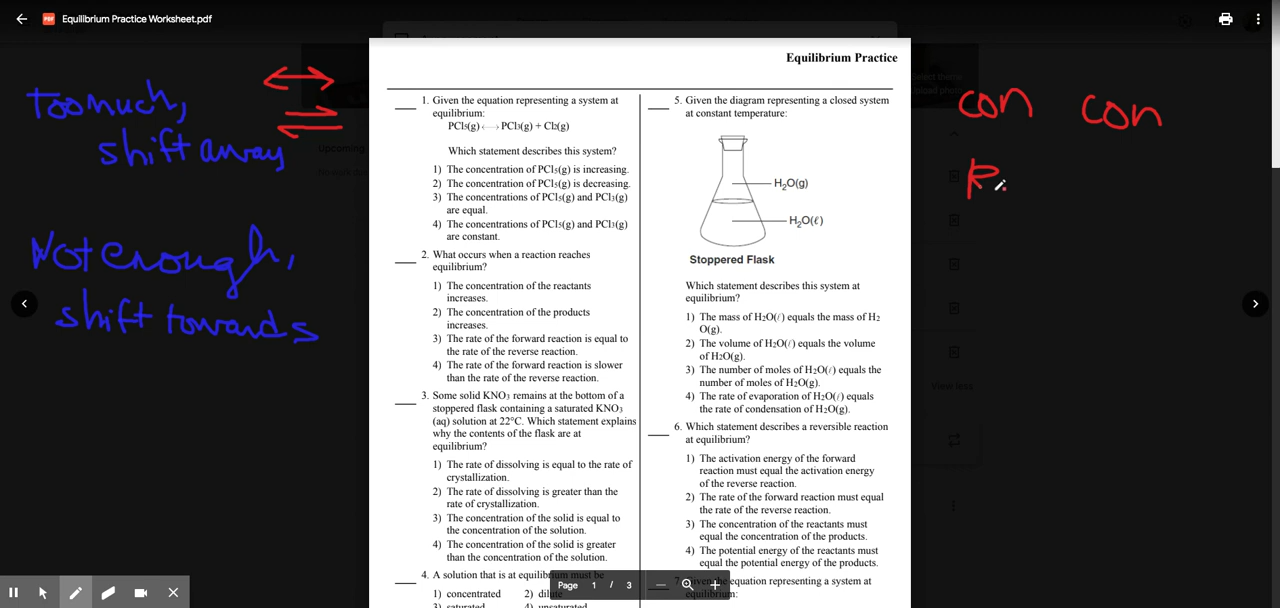 Equilibrium Practice Worksheet.pdf
Too much,
shift away
Not enough,
shift towards
con con
R
Equilibrium Practice
1. Given the equation representing a system at
equilibrium:
PCl5(g) ⟷ PCl3(g) + Cl2(g)
Which statement describes this system?
1) The concentration of PCl5(g) is increasing.
2) The concentration of PCl5(g) is decreasing.
3) The concentrations of PCl5(g) and PCl3(g)
are equal.
4) The concentrations of PCl5(g) and PCl3(g)
are constant.
2. What occurs when a reaction reaches
equilibrium?
1) The concentration of the reactants
increases.
2) The concentration of the products
increases.
3) The rate of the forward reaction is equal to
the rate of the reverse reaction.
4) The rate of the forward reaction is slower
than the rate of the reverse reaction.
3. Some solid KNO3 remains at the bottom of a
stoppered flask containing a saturated KNO3
(aq) solution at 22°C. Which statement explains
why the contents of the flask are at
equilibrium?
1) The rate of dissolving is equal to the rate of
crystallization.
2) The rate of dissolving is greater than the
rate of crystallization.
3) The concentration of the solid is equal to
the concentration of the solution.
4) The concentration of the solid is greater
than the concentration of the solution.
4. A solution that is at equilibrium must be
1) concentrated 2) dilute
3) saturated 4) unsaturated
5. Given the diagram representing a closed system
at constant temperature:
H2O(g)
H2O(ℓ)
Stoppered Flask
Which statement describes this system at
equilibrium?
1) The mass of H2O(ℓ) equals the mass of H2
O(g).
2) The volume of H2O(ℓ) equals the volume
of H2O(g).
3) The number of moles of H2O(ℓ) equals the
number of moles of H2O(g).
4) The rate of evaporation of H2O(ℓ) equals
the rate of condensation of H2O(g).
6. Which statement describes a reversible reaction
at equilibrium?
1) The activation energy of the forward
reaction must equal the activation energy
of the reverse reaction.
2) The rate of the forward reaction must equal
the rate of the reverse reaction.
3) The concentration of the reactants must
equal the concentration of the products.
4) The potential energy of the reactants must
equal the potential energy of the products.
7. Given the equation representing a system at
equilibrium:
Page 1 / 3